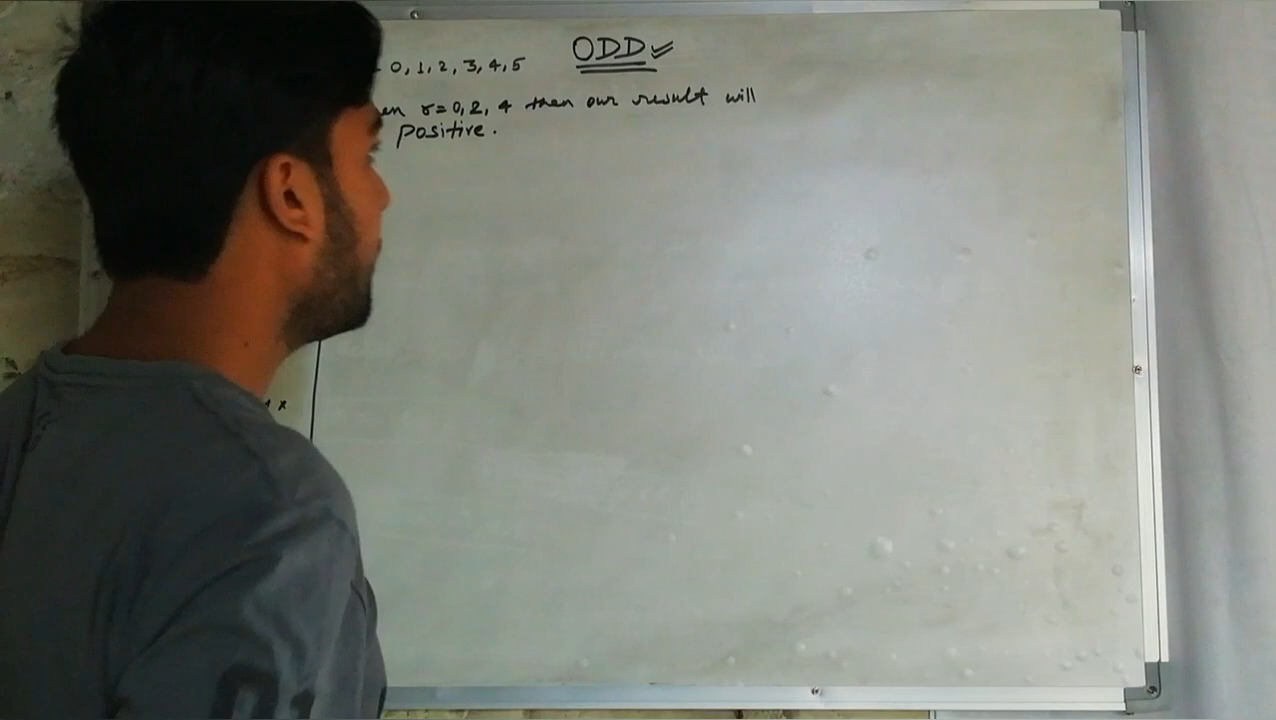 ODD
0, 1, 2, 3, 4, 5
en r = 0, 2, 4 then our result will
positive.
x